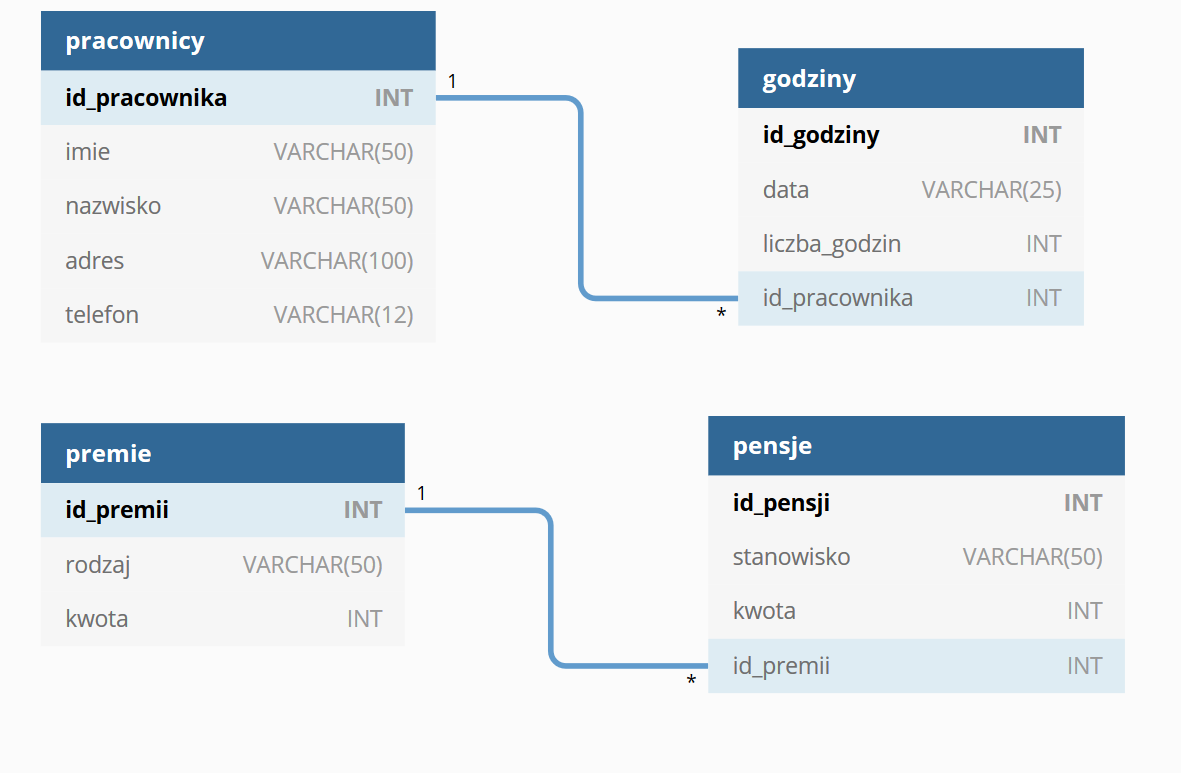 pracownicy
id_pracownika INT
imie VARCHAR(50)
nazwisko VARCHAR(50)
adres VARCHAR(100)
telefon VARCHAR(12)
1
*
godziny
id_godziny INT
data VARCHAR(25)
liczba_godzin INT
id_pracownika INT
premie
id_premii INT
rodzaj VARCHAR(50)
kwota INT
1
*
pensje
id_pensji INT
stanowisko VARCHAR(50)
kwota INT
id_premii INT